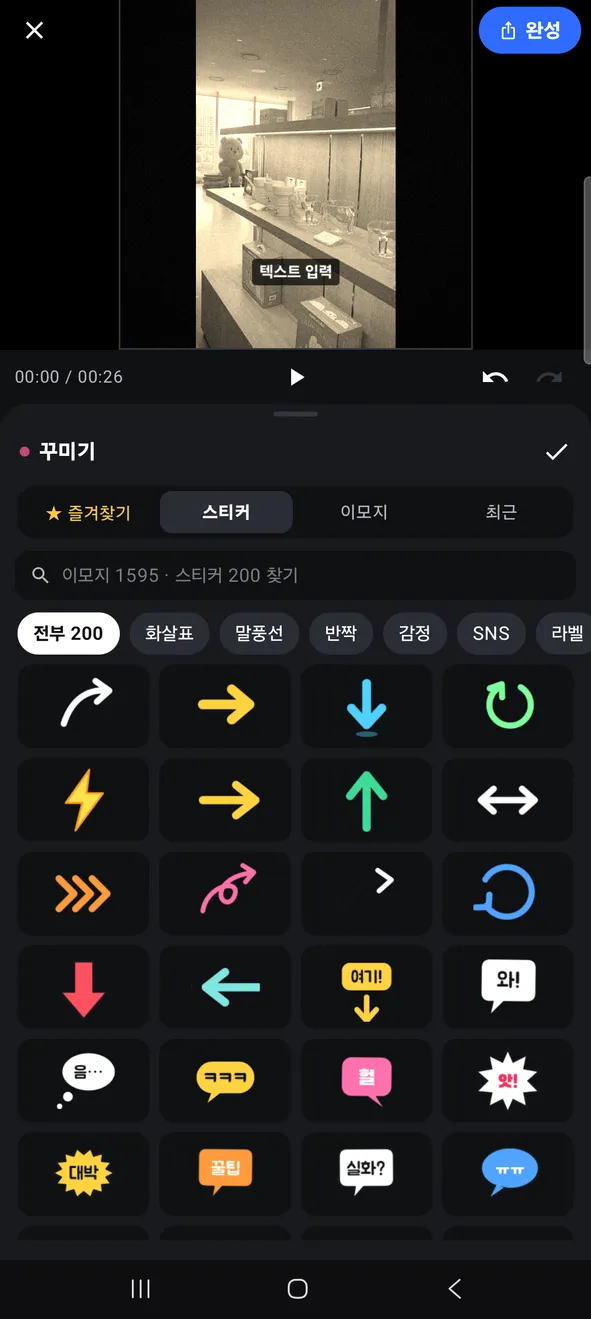 완성
텍스트 입력
00:00 / 00:26
꾸미기
★ 즐겨찾기 스티커 이모지 최근
이모지 1595 · 스티커 200 찾기
전부 200 화살표 말풍선 반짝 감정 SNS 라벨
여기!
와!
음...
ㅋㅋㅋ
헐
앗!
대박
꿀팁
실화?
ㅠㅠ